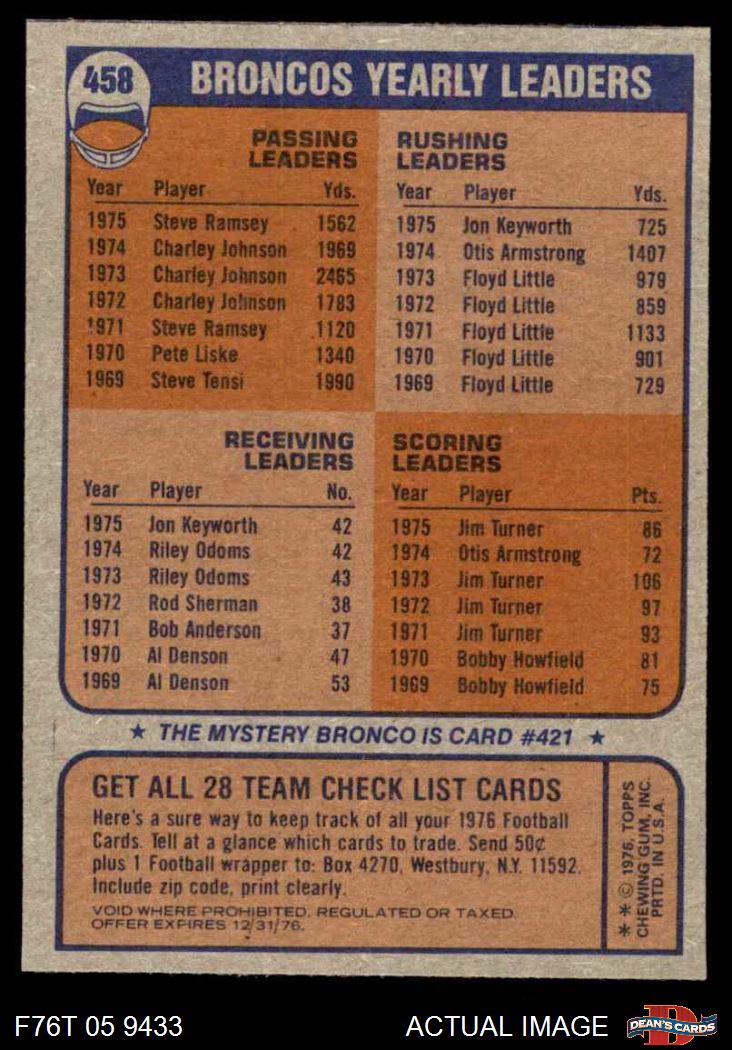 458
BRONCOS YEARLY LEADERS
PASSING
LEADERS
Year Player Yds.
1975 Steve Ramsey 1562
1974 Charley Johnson 1969
1973 Charley Johnson 2465
1972 Charley Johnson 1783
1971 Steve Ramsey 1120
1970 Pete Liske 1340
1969 Steve Tensi 1990
RUSHING
LEADERS
Year Player Yds.
1975 Jon Keyworth 725
1974 Otis Armstrong 1407
1973 Floyd Little 979
1972 Floyd Little 859
1971 Floyd Little 1133
1970 Floyd Little 901
1969 Floyd Little 729
RECEIVING
LEADERS
Year Player No.
1975 Jon Keyworth 42
1974 Riley Odoms 42
1973 Riley Odoms 43
1972 Rod Sherman 38
1971 Bob Anderson 37
1970 Al Denson 47
1969 Al Denson 53
SCORING
LEADERS
Year Player Pts.
1975 Jim Turner 86
1974 Otis Armstrong 72
1973 Jim Turner 106
1972 Jim Turner 97
1971 Jim Turner 93
1970 Bobby Howfield 81
1969 Bobby Howfield 75
★ THE MYSTERY BRONCO IS CARD #421 ★
GET ALL 28 TEAM CHECK LIST CARDS
Here's a sure way to keep track of all your 1976 Football
Cards. Tell at a glance which cards to trade. Send 50¢
plus 1 Football wrapper to: Box 4270, Westbury, N.Y. 11592.
Include zip code, print clearly.
VOID WHERE PROHIBITED, REGULATED OR TAXED.
OFFER EXPIRES 12/31/76.
** © 1976, TOPPS
CHEWING GUM, INC.
PRTD. IN U.S.A.
F76T 05 9433
ACTUAL IMAGE
D
DEAN'S CARDS